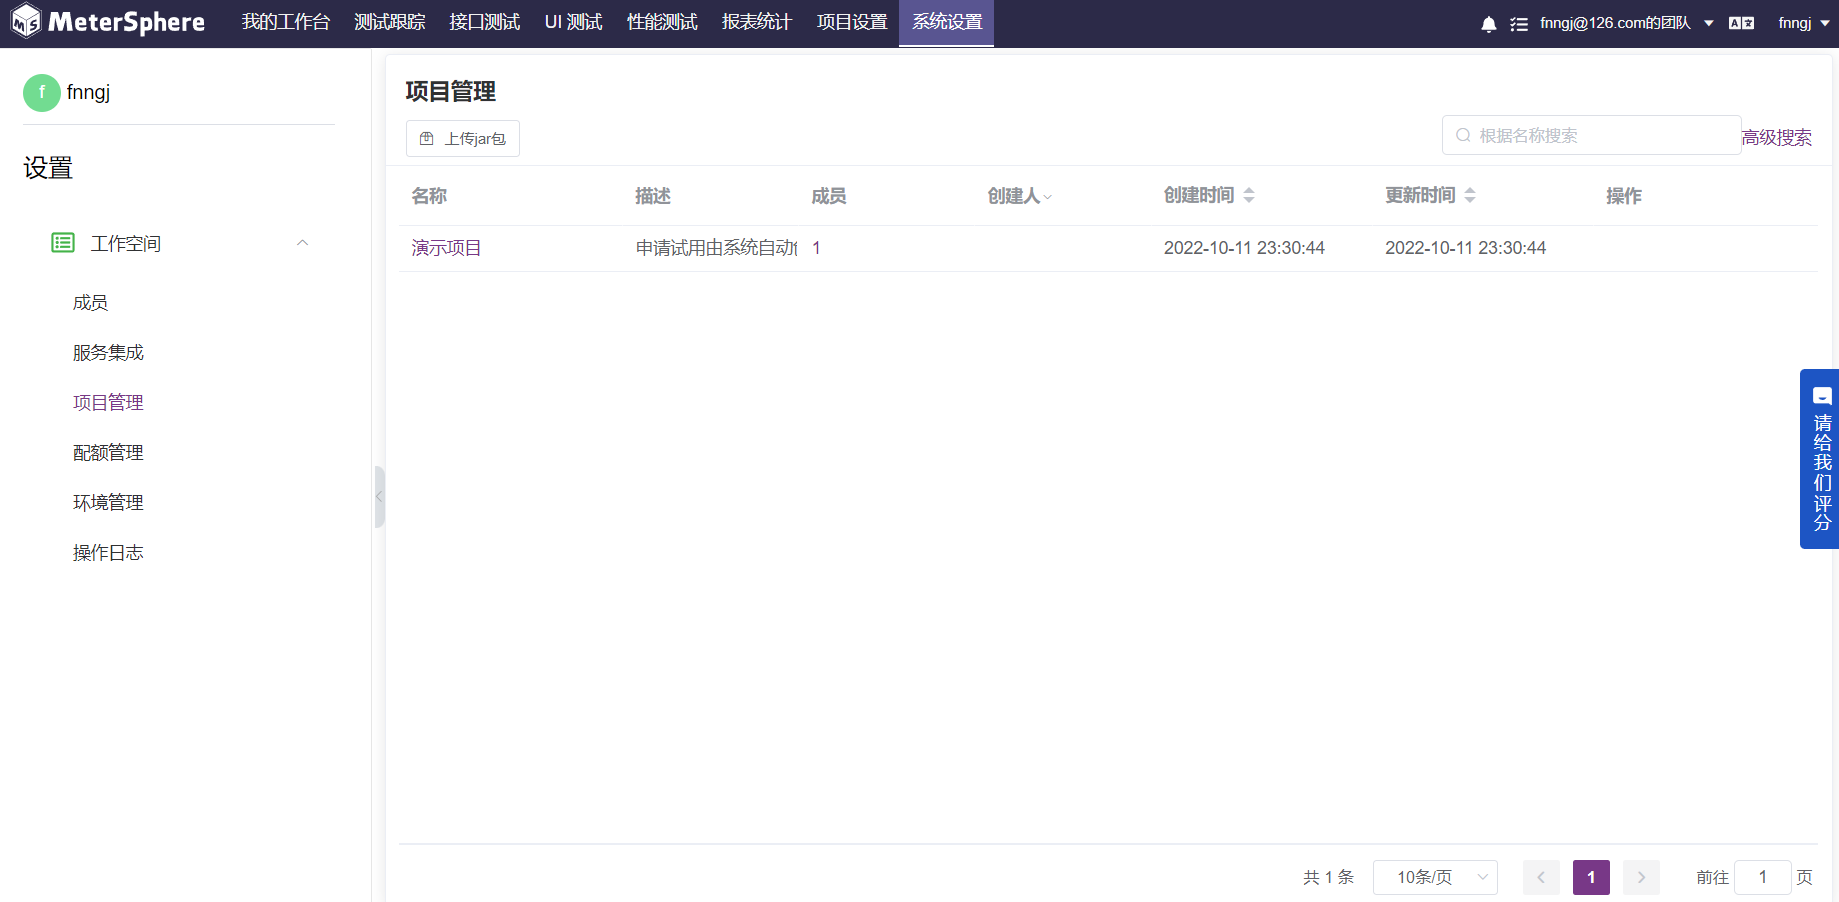 MeterSphere 我的工作台 测试跟踪 接口测试 UI 测试 性能测试 报表统计 项目设置 系统设置 fnngj@126.com的团队 fnngj
f fnngj
设置
工作空间
成员
服务集成
项目管理
配额管理
环境管理
操作日志
项目管理
上传jar包
根据名称搜索 高级搜索
名称 描述 成员 创建人 创建时间 更新时间 操作
演示项目 申请试用由系统自动 1 2022-10-11 23:30:44 2022-10-11 23:30:44
请给我们评分
共 1 条 10条/页 1 前往 1 页